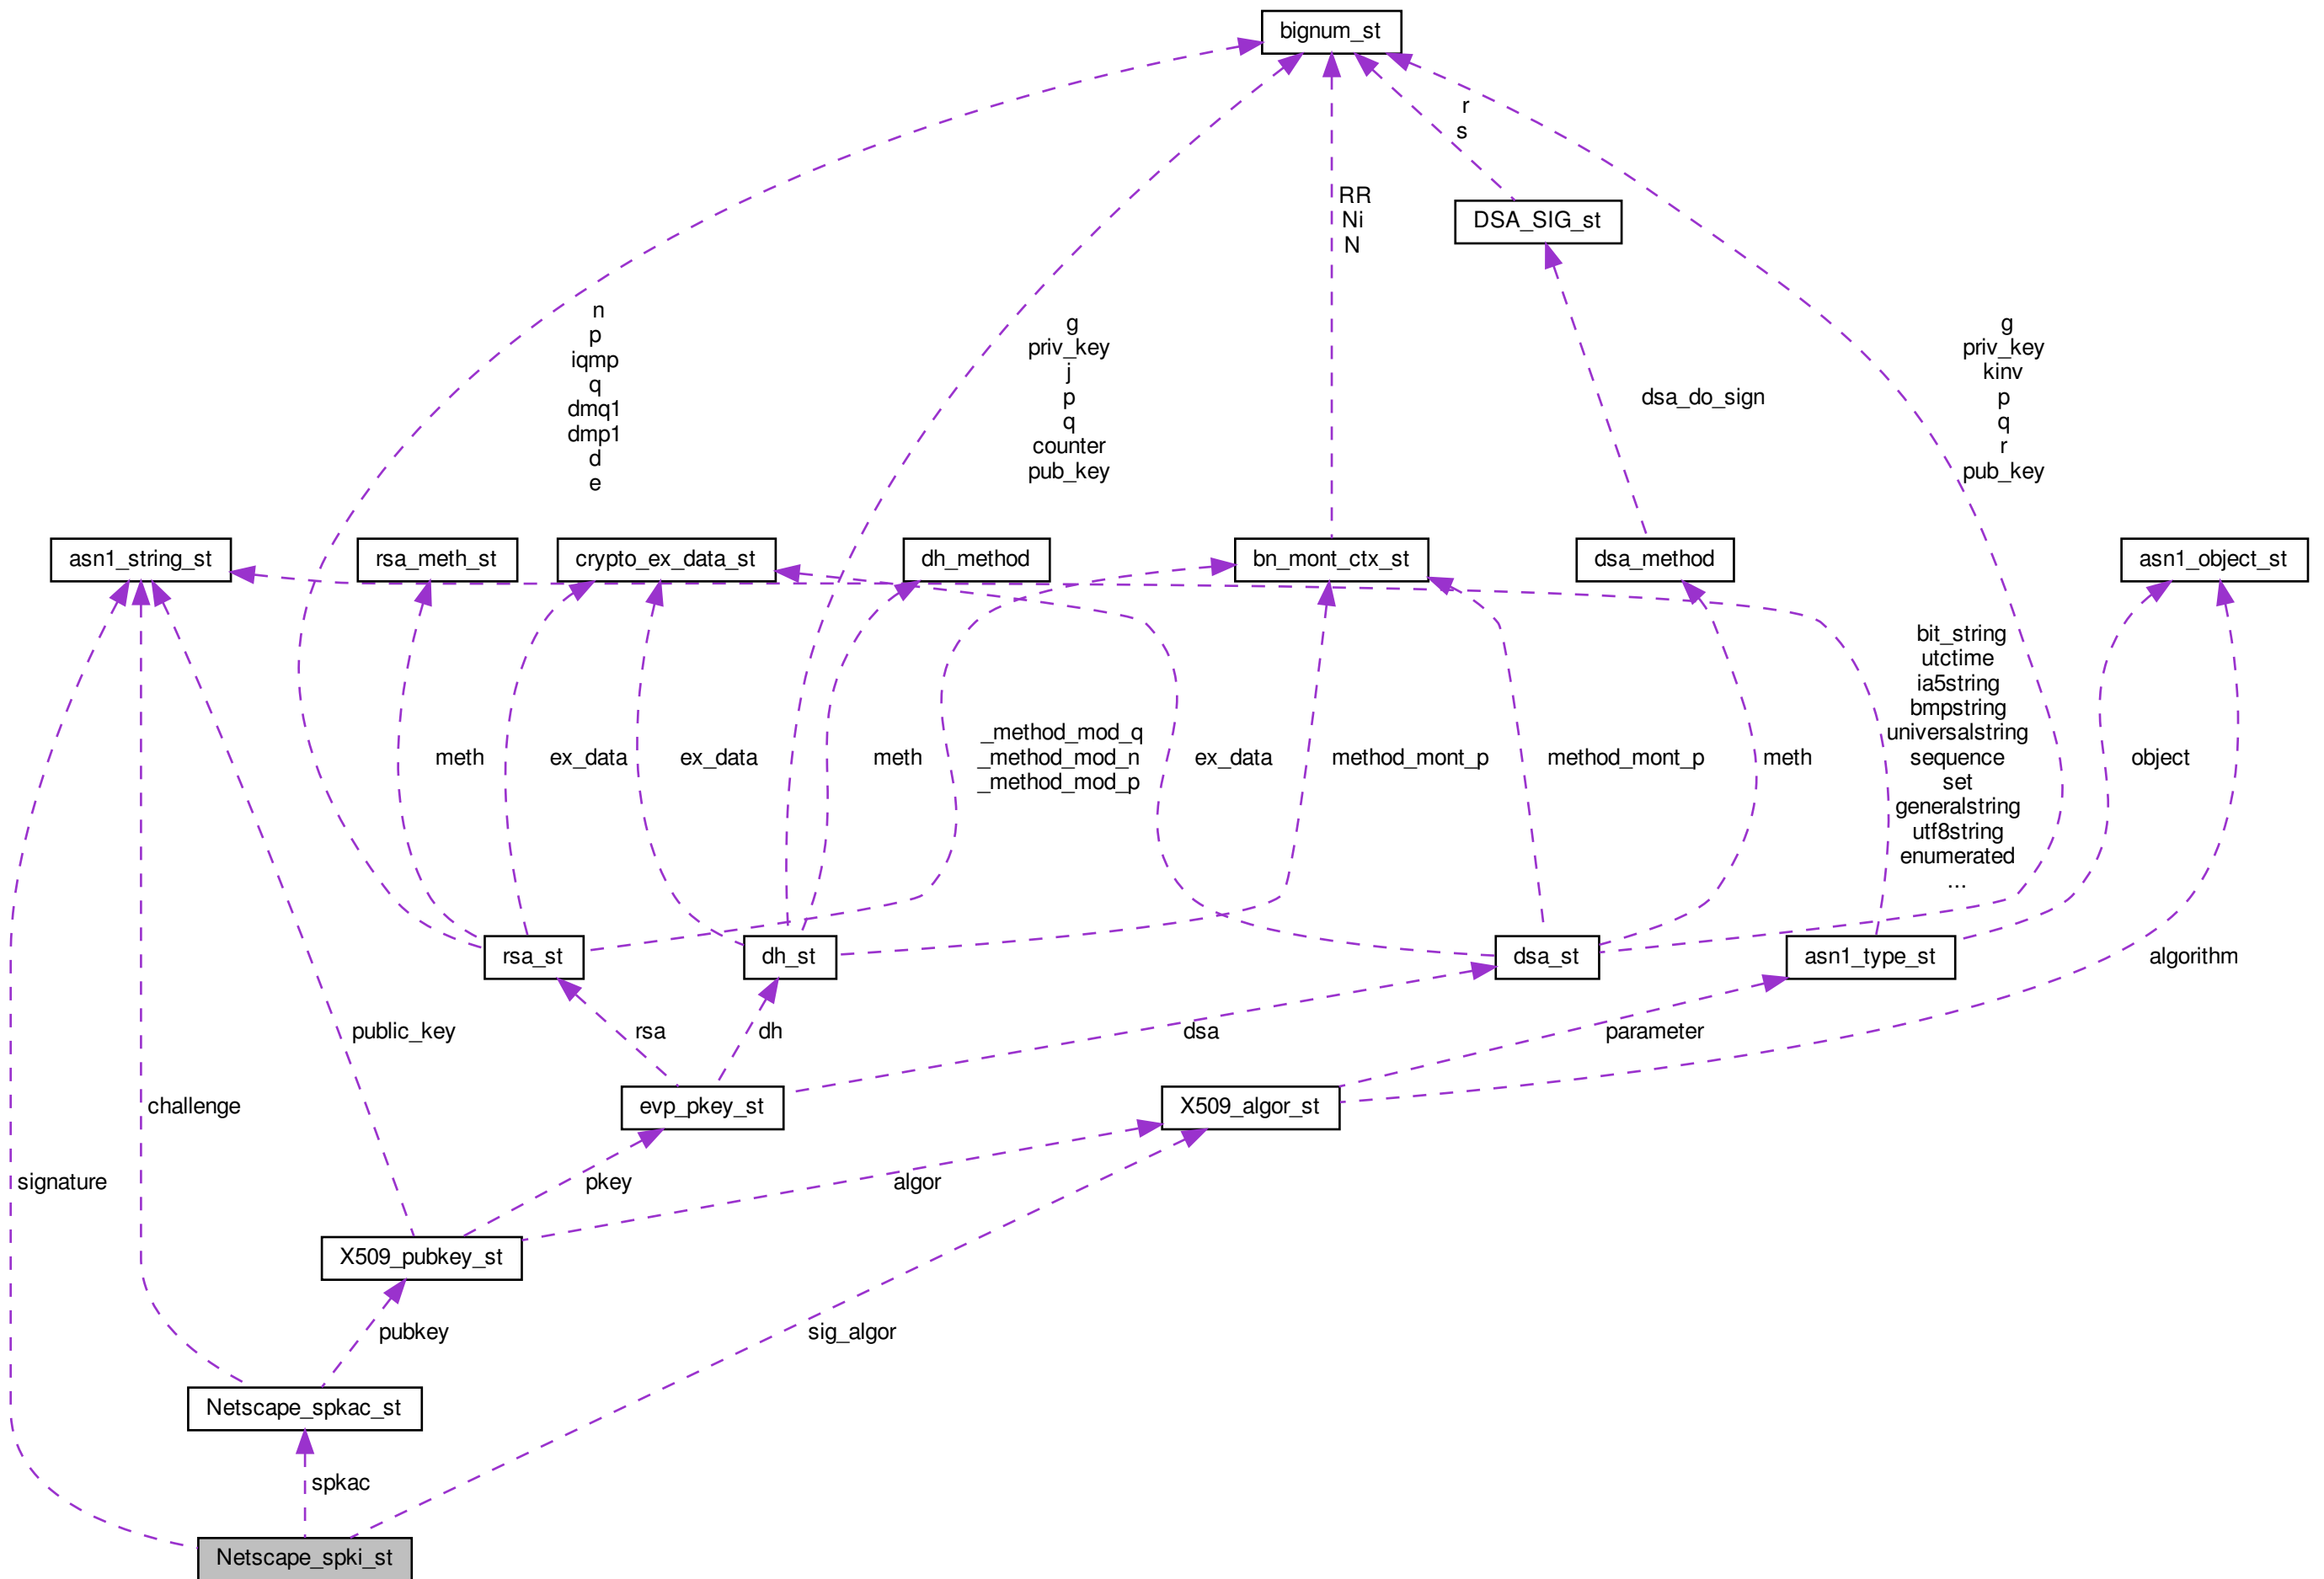 bignum_st
r
s
RR
Ni
N
DSA_SIG_st
n
p
iqmp
q
dmq1
dmp1
d
e
g
priv_key
j
p
q
counter
pub_key
dsa_do_sign
g
priv_key
kinv
p
q
r
pub_key
asn1_string_st
rsa_meth_st
crypto_ex_data_st
dh_method
bn_mont_ctx_st
dsa_method
asn1_object_st
meth
ex_data
ex_data
meth
_method_mod_q
_method_mod_n
_method_mod_p
ex_data
method_mont_p
method_mont_p
meth
bit_string
utctime
ia5string
bmpstring
universalstring
sequence
set
generalstring
utf8string
enumerated
...
object
rsa_st
dh_st
dsa_st
asn1_type_st
algorithm
public_key
rsa
dh
dsa
parameter
challenge
evp_pkey_st
X509_algor_st
signature
pkey
algor
X509_pubkey_st
pubkey
sig_algor
Netscape_spkac_st
spkac
Netscape_spki_st